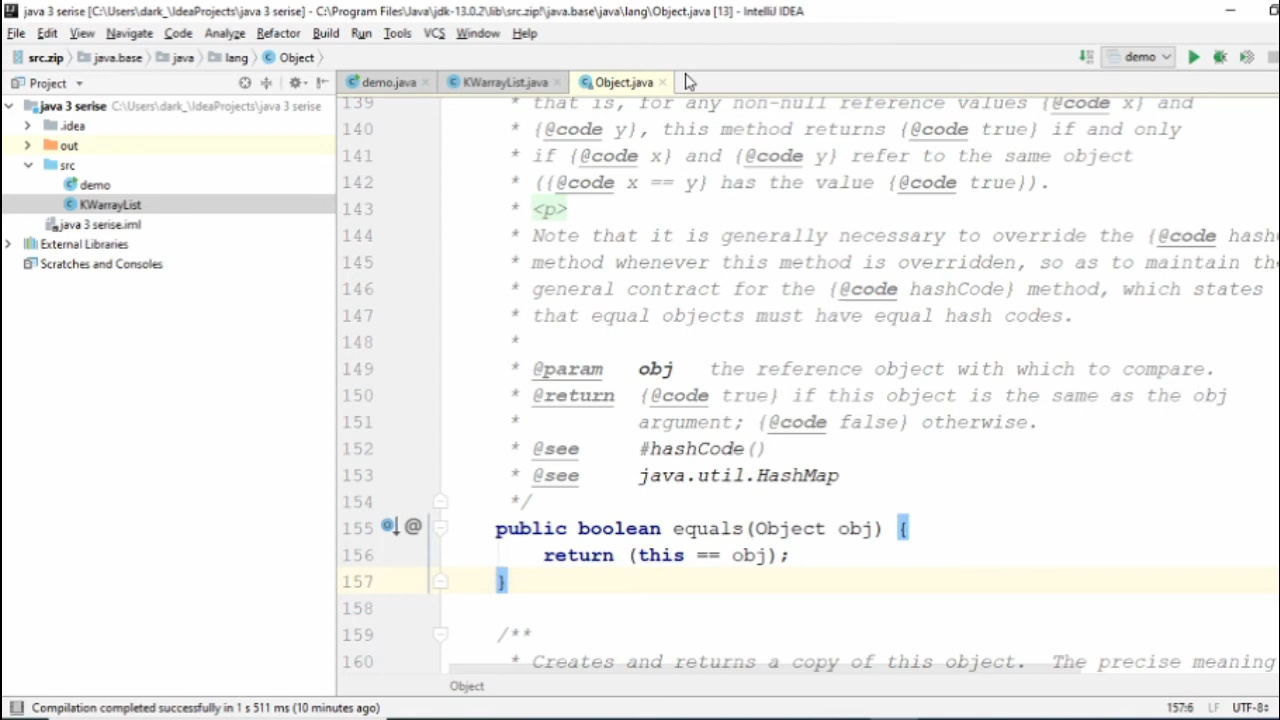 java 3 serise [C:\Users\dark_\IdeaProjects\java 3 serise] - C:\Program Files\Java\jdk-13.0.2\lib\src.zip!\java.base\java\lang\Object.java [13] - IntelliJ IDEA
File Edit View Navigate Code Analyze Refactor Build Run Tools VCS Window Help
src.zip java.base java lang Object demo
Project demo.java KWarrayList.java Object.java
java 3 serise C:\Users\dark_\IdeaProjects\java 3 serise
.idea
out
src
demo
KWarrayList
java 3 serise.iml
External Libraries
Scratches and Consoles
139 * that is, for any non-null reference values {@code x} and
140 * {@code y}, this method returns {@code true} if and only
141 * if {@code x} and {@code y} refer to the same object
142 * ({@code x == y} has the value {@code true}).
143 * <p>
144 * Note that it is generally necessary to override the {@code hash
145 * method whenever this method is overridden, so as to maintain the
146 * general contract for the {@code hashCode} method, which states
147 * that equal objects must have equal hash codes.
148 *
149 * @param obj the reference object with which to compare.
150 * @return {@code true} if this object is the same as the obj
151 * argument; {@code false} otherwise.
152 * @see #hashCode()
153 * @see java.util.HashMap
154 */
155 @ public boolean equals(Object obj) {
156 return (this == obj);
157 }
158
159 /**
160 * Creates and returns a copy of this object. The precise meaning
Object
Compilation completed successfully in 1 s 511 ms (10 minutes ago) 157:6 LF UTF-8